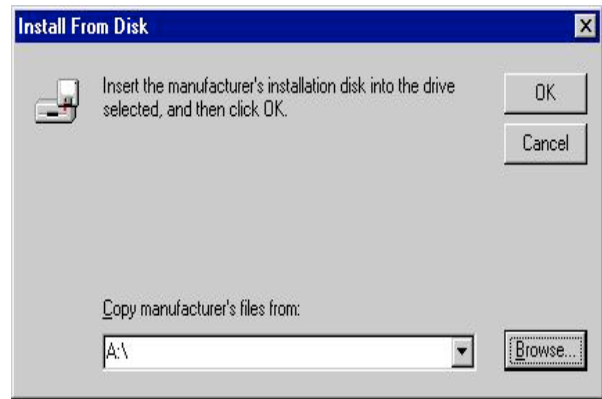 Install From Disk
Insert the manufacturer's installation disk into the drive
selected, and then click OK.
OK
Cancel
Copy manufacturer's files from:
A:\
Browse...